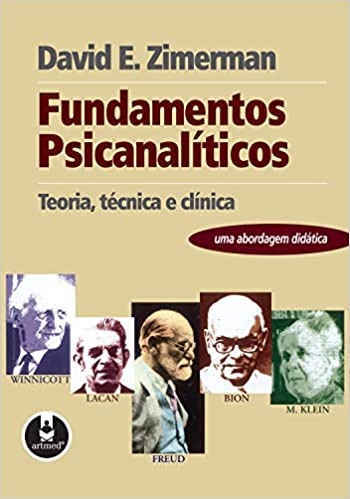 David E. Zimerman
Fundamentos
Psicanalíticos
Teoria, técnica e clínica
uma abordagem didática
WINNICOTT
LACAN
FREUD
BION
M. KLEIN
artmed